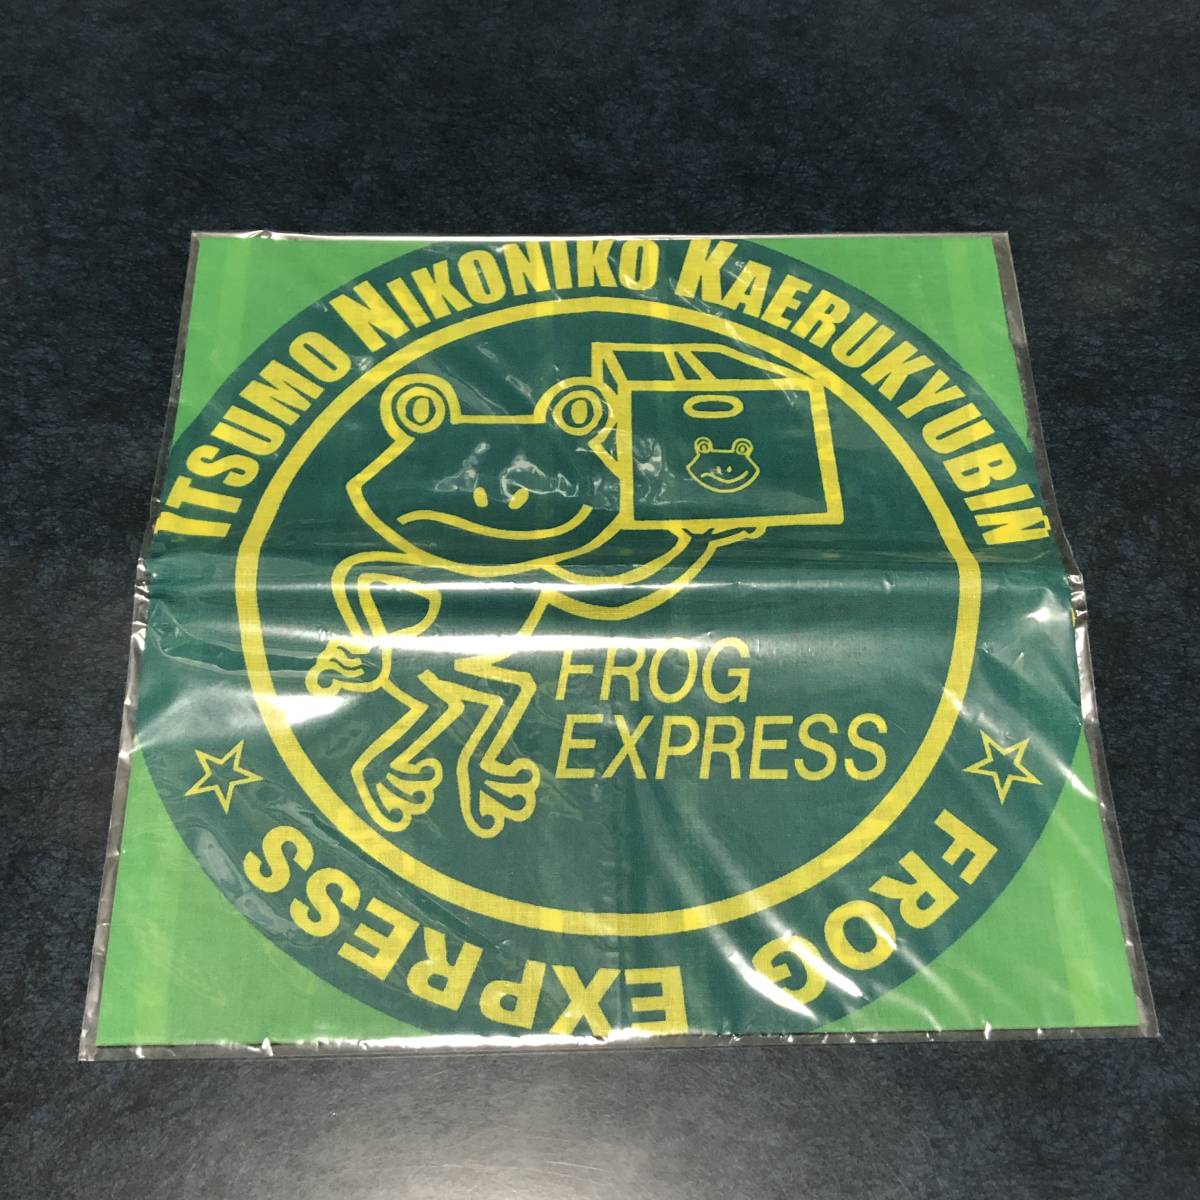 ITSUMO NIKONIKO KAERUKYUBIN
FROG
EXPRESS
FROG EXPRESS